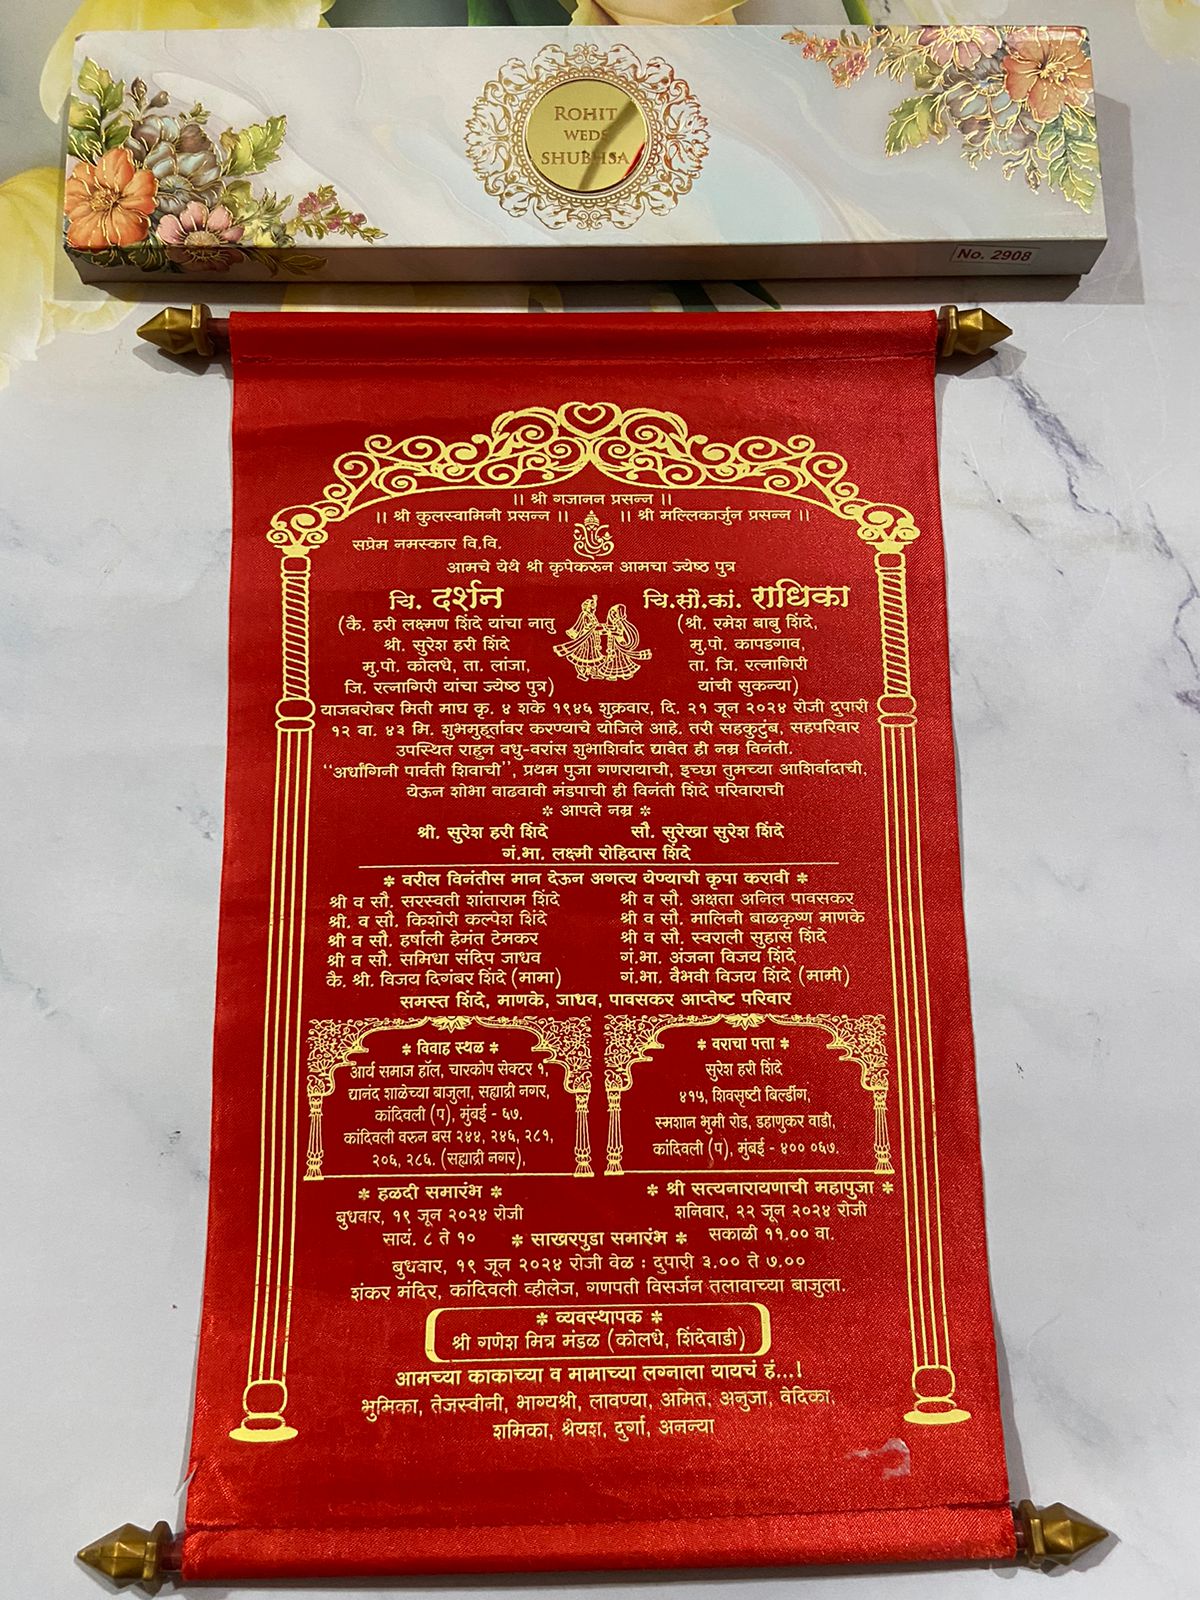 ROHIT
WEDS
SHUBHSA
No. 2908
।। श्री गजानन प्रसन्न ।।
।। श्री कुलस्वामिनी प्रसन्न ।। ।। श्री मल्लिकार्जुन प्रसन्न ।।
सप्रेम नमस्कार वि.वि.
आमचे येथे श्री कृपेकरुन आमचा ज्येष्ठ पुत्र
चि. दर्शन चि.सौ.कां. राधिका
(कै. हरी लक्ष्मण शिंदे यांचा नातु (श्री. रमेश बाबु शिंदे,
श्री. सुरेश हरी शिंदे मु.पो. कापडगाव,
मु.पो. कोलधे, ता. लांजा, ता. जि. रत्नागिरी
जि. रत्नागिरी यांचा ज्येष्ठ पुत्र) यांची सुकन्या)
याजबरोबर मिती माघ कृ. ४ शके १९४६ शुक्रवार, दि. २१ जून २०२४ रोजी दुपारी
१२ वा. ४३ मि. शुभमुहूर्तावर करण्याचे योजिले आहे. तरी सहकुटुंब, सहपरिवार
उपस्थित राहुन वधु-वरांस शुभाशिर्वाद द्यावेत ही नम्र विनंती.
“अर्धांगिनी पार्वती शिवाची”, प्रथम पुजा गणरायाची, इच्छा तुमच्या आशिर्वादाची,
येऊन शोभा वाढवावी मंडपाची ही विनंती शिंदे परिवाराची
✲ आपले नम्र ✲
श्री. सुरेश हरी शिंदे सौ. सुरेखा सुरेश शिंदे
गं.भा. लक्ष्मी रोहिदास शिंदे
✲ वरील विनंतीस मान देऊन अगत्य येण्याची कृपा करावी ✲
श्री व सौ. सरस्वती शांताराम शिंदे श्री व सौ. अक्षता अनिल पावसकर
श्री. व सौ. किशोरी कल्पेश शिंदे श्री व सौ. मालिनी बाळकृष्ण माणके
श्री व सौ. हर्षाली हेमंत टेमकर श्री व सौ. स्वराली सुहास शिंदे
श्री व सौ. समिधा संदिप जाधव गं.भा. अंजना विजय शिंदे
कै. श्री. विजय दिगंबर शिंदे (मामा) गं.भा. वैभवी विजय शिंदे (मामी)
समस्त शिंदे, माणके, जाधव, पावसकर आप्तेष्ट परिवार
✲ विवाह स्थळ ✲
आर्य समाज हॉल, चारकोप सेक्टर १,
द्यानंद शाळेच्या बाजुला, सह्याद्री नगर,
कांदिवली (प), मुंबई - ६७.
कांदिवली वरुन बस २४४, २४६, २८१,
२०६, २८६. (सह्याद्री नगर),
✲ वराचा पत्ता ✲
सुरेश हरी शिंदे
४१५, शिवसृष्टी बिल्डींग,
स्मशान भुमी रोड, डहाणुकर वाडी,
कांदिवली (प), मुंबई - ४०० ०६७.
✲ हळदी समारंभ ✲
बुधवार, १९ जून २०२४ रोजी
सायं. ८ ते १०
✲ श्री सत्यनारायणाची महापुजा ✲
शनिवार, २२ जून २०२४ रोजी
सकाळी ११.०० वा.
✲ साखरपुडा समारंभ ✲
बुधवार, १९ जून २०२४ रोजी वेळ : दुपारी ३.०० ते ७.००
शंकर मंदिर, कांदिवली व्हीलेज, गणपती विसर्जन तलावाच्या बाजुला.
✲ व्यवस्थापक ✲
श्री गणेश मित्र मंडळ (कोलधे, शिंदेवाडी)
आमच्या काकाच्या व मामाच्या लग्नाला यायचं हं...!
भुमिका, तेजस्वीनी, भाग्यश्री, लावण्या, अमित, अनुजा, वेदिका,
शमिका, श्रेयश, दुर्गा, अनन्या